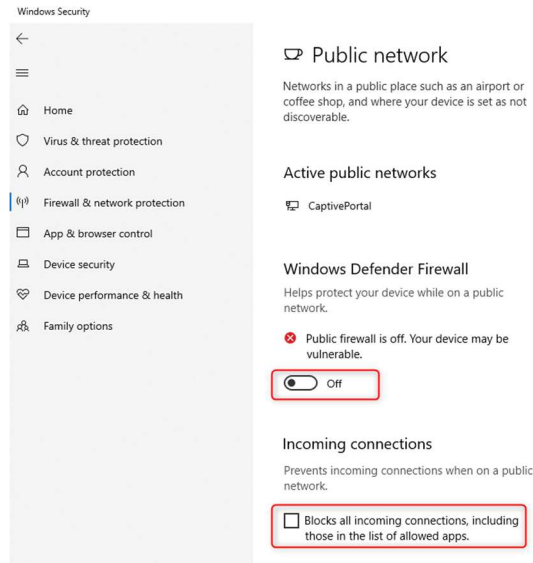 Windows Security
Home
Virus & threat protection
Account protection
Firewall & network protection
App & browser control
Device security
Device performance & health
Family options
Public network
Networks in a public place such as an airport or
coffee shop, and where your device is set as not
discoverable.
Active public networks
CaptivePortal
Windows Defender Firewall
Helps protect your device while on a public
network.
Public firewall is off. Your device may be
vulnerable.
Off
Incoming connections
Prevents incoming connections when on a public
network.
Blocks all incoming connections, including
those in the list of allowed apps.